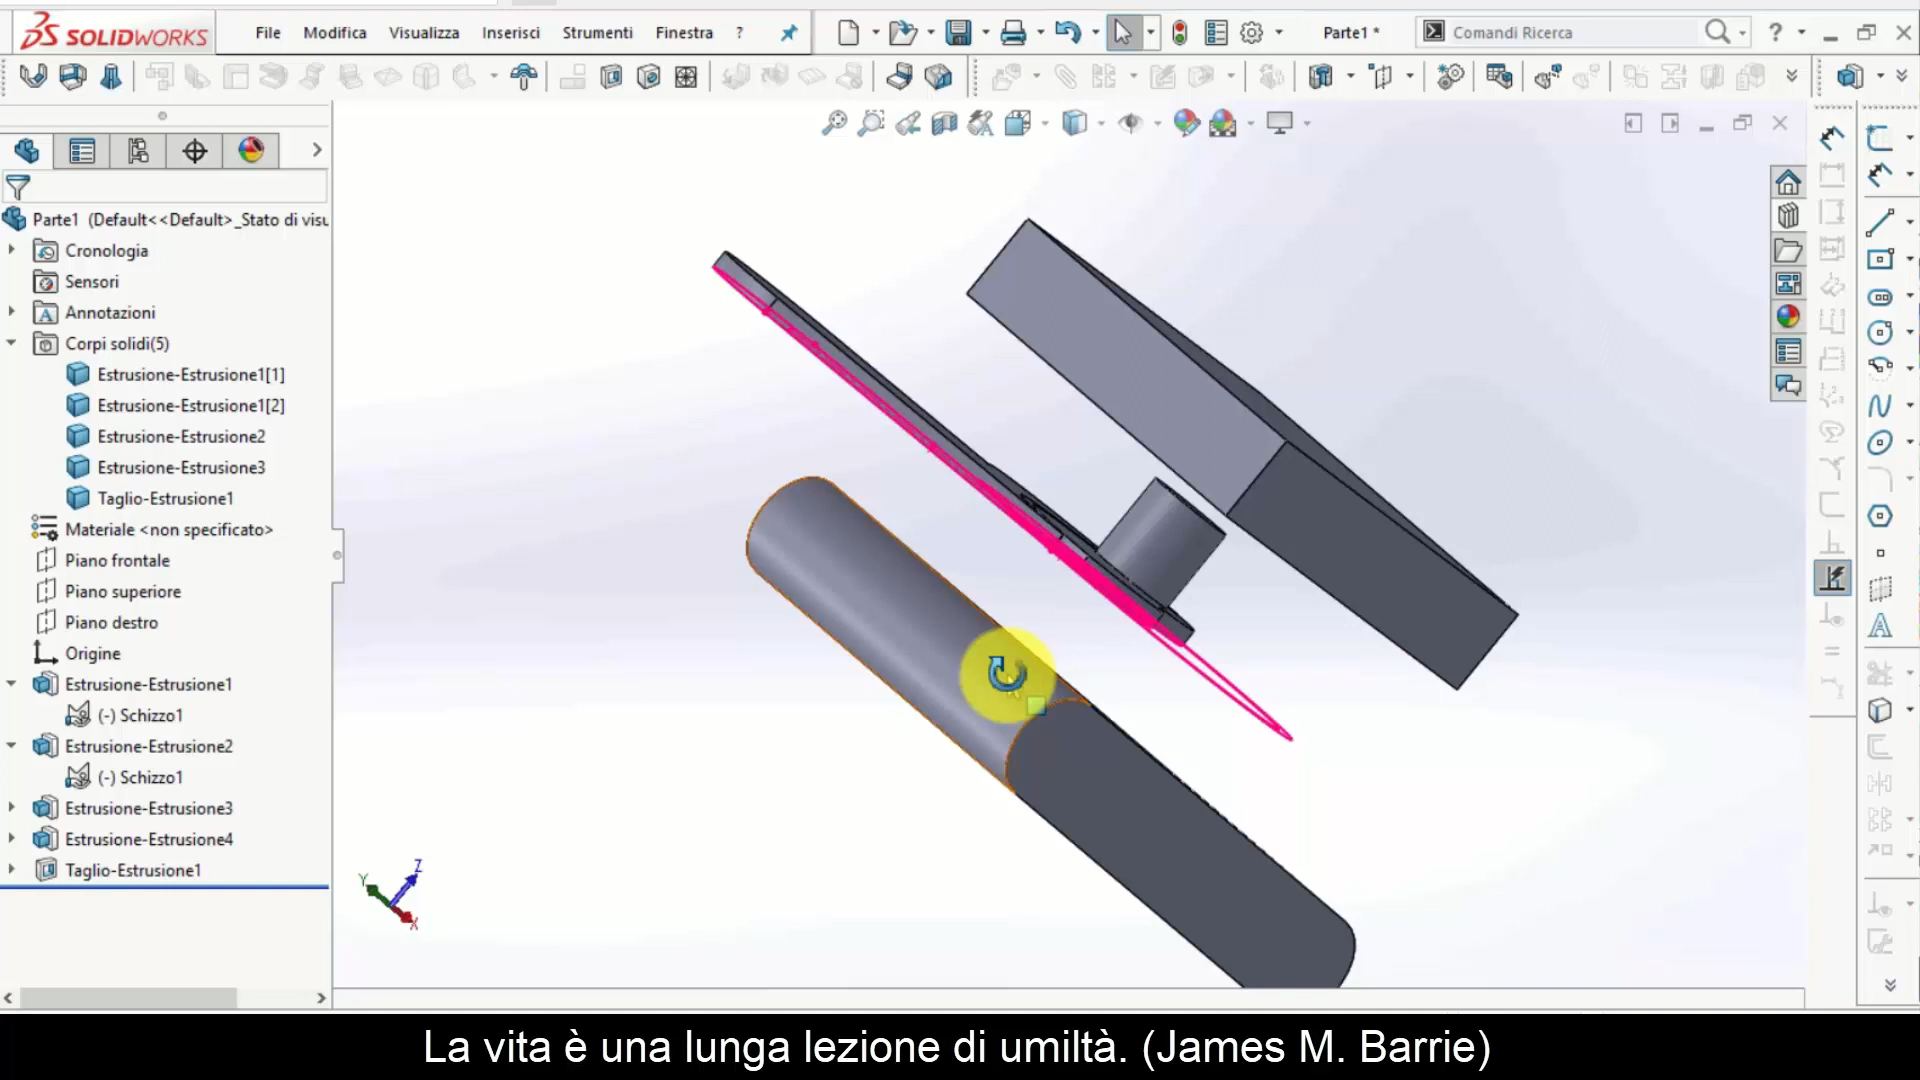 SOLIDWORKS
File Modifica Visualizza Inserisci Strumenti Finestra ?
Parte1 *
Comandi Ricerca
?
Parte1 (Default<<Default>_Stato di visu
Cronologia
Sensori
Annotazioni
Corpi solidi(5)
Estrusione-Estrusione1[1]
Estrusione-Estrusione1[2]
Estrusione-Estrusione2
Estrusione-Estrusione3
Taglio-Estrusione1
Materiale <non specificato>
Piano frontale
Piano superiore
Piano destro
Origine
Estrusione-Estrusione1
(-) Schizzo1
Estrusione-Estrusione2
(-) Schizzo1
Estrusione-Estrusione3
Estrusione-Estrusione4
Taglio-Estrusione1
Y Z X
La vita è una lunga lezione di umiltà. (James M. Barrie)